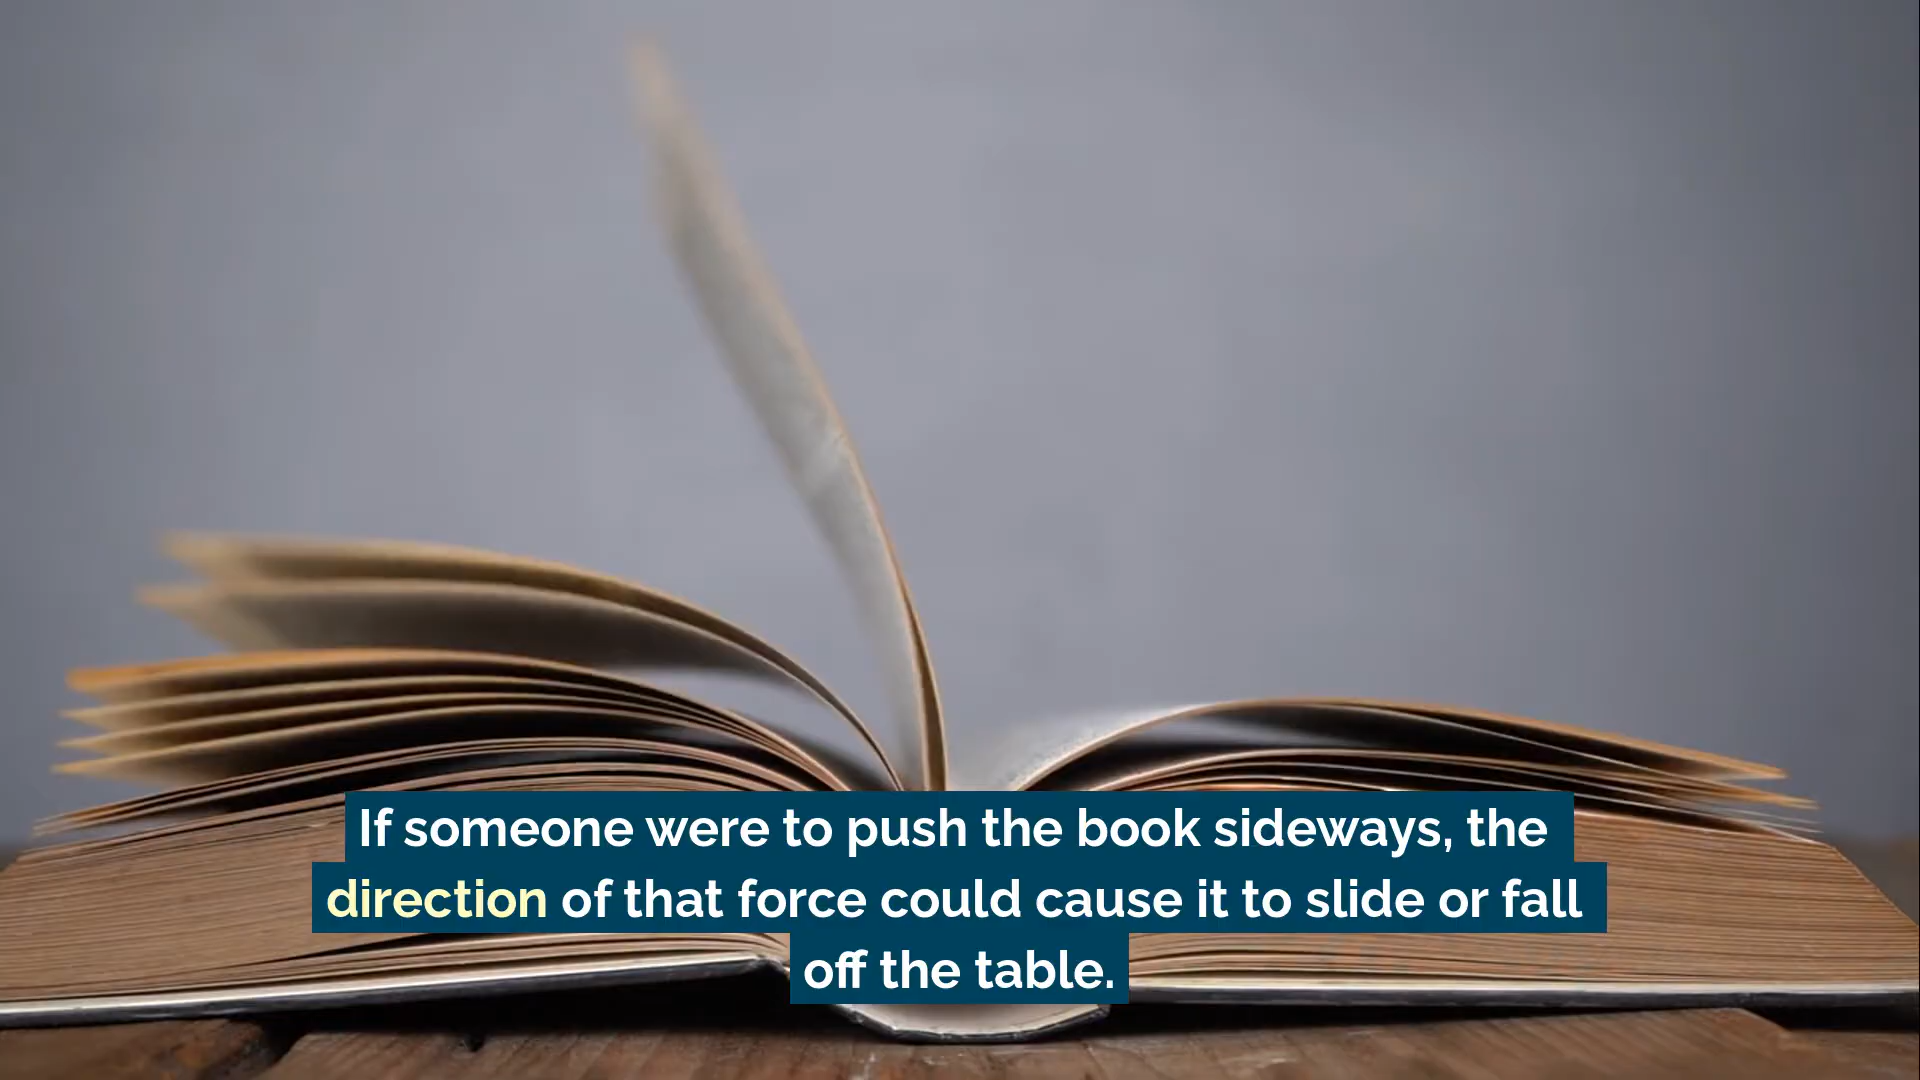 If someone were to push the book sideways, the
direction of that force could cause it to slide or fall
off the table.